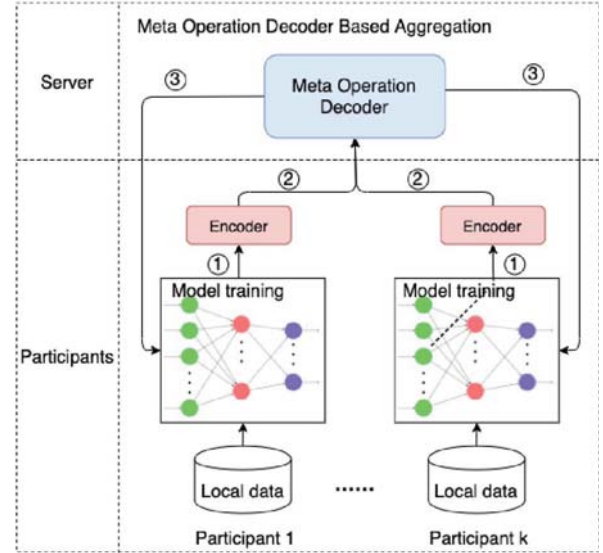 Meta Operation Decoder Based Aggregation
Server
③
③
Meta Operation
Decoder
②
②
Encoder
Encoder
①
①
Model training
Model training
Participants
Local data
......
Local data
Participant 1
Participant k